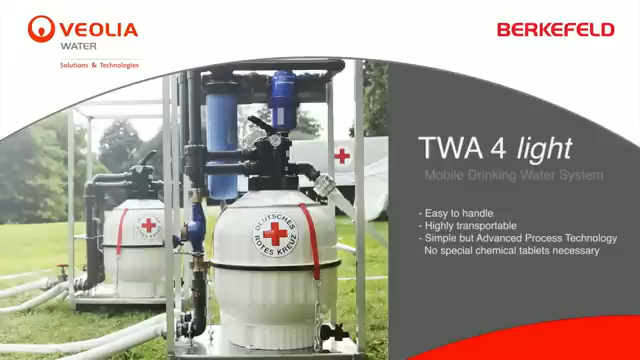 VEOLIA
WATER
Solutions & Technologies
BERKEFELD
TWA 4 light
Mobile Drinking Water System
- Easy to handle
- Highly transportable
- Simple but Advanced Process Technology
No special chemical tablets necessary
DEUTSCHES
ROTES KREUZ